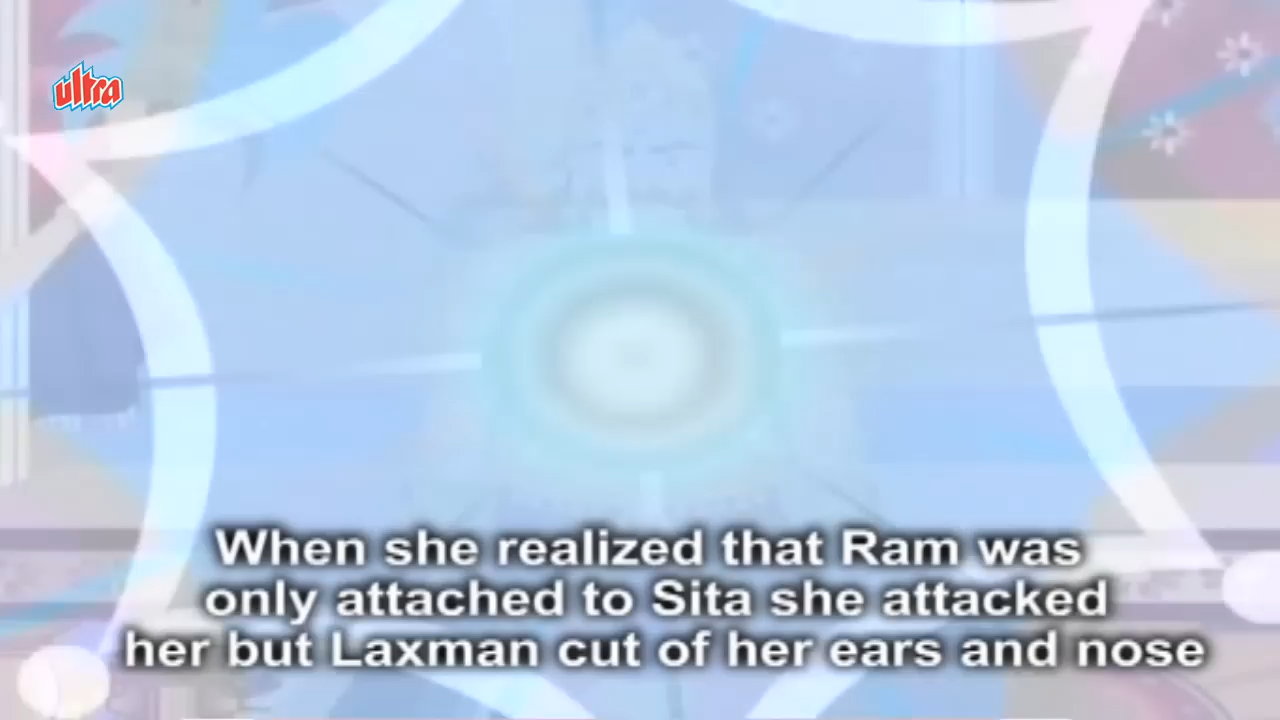 ultra
When she realized that Ram was
only attached to Sita she attacked
her but Laxman cut of her ears and nose